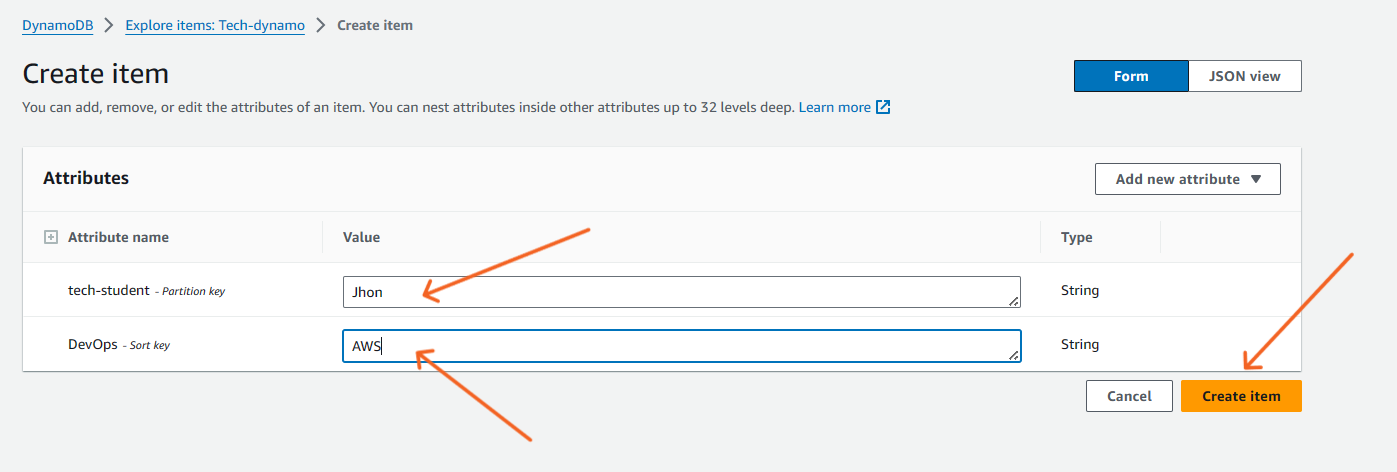 DynamoDB > Explore items: Tech-dynamo > Create item
Create item
Form JSON view
You can add, remove, or edit the attributes of an item. You can nest attributes inside other attributes up to 32 levels deep. Learn more
Attributes
Add new attribute ▼
Attribute name Value Type
tech-student - Partition key Jhon String
DevOps - Sort key AWS String
Cancel Create item